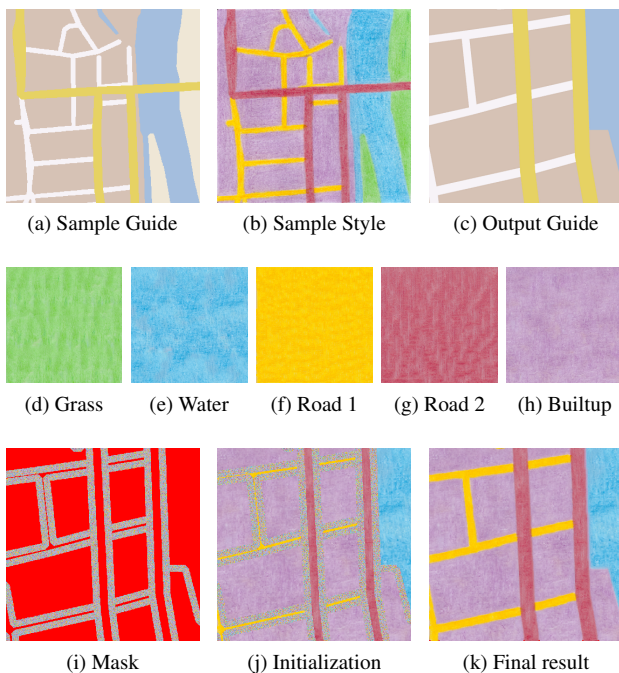 (a) Sample Guide
(b) Sample Style
(c) Output Guide
(d) Grass
(e) Water
(f) Road 1
(g) Road 2
(h) Builtup
(i) Mask
(j) Initialization
(k) Final result